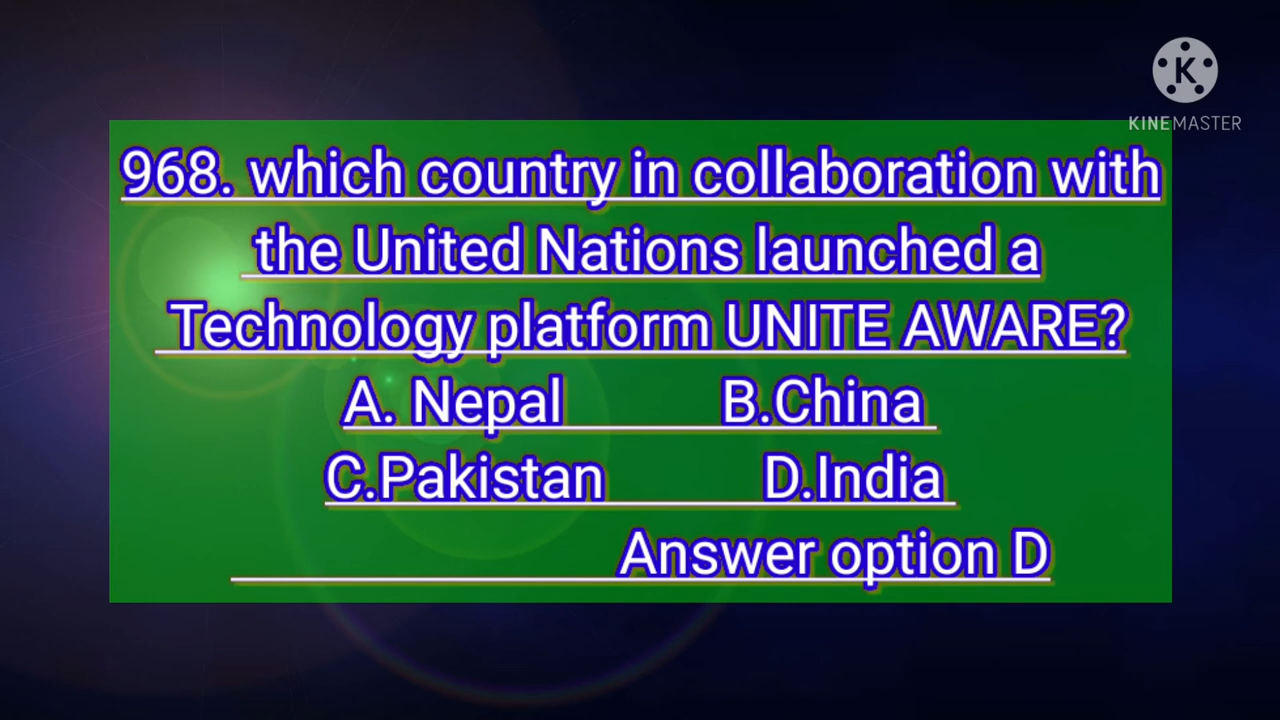 KINEMASTER
968. which country in collaboration with
the United Nations launched a
Technology platform UNITE AWARE?
A. Nepal B.China
C.Pakistan D.India
Answer option D